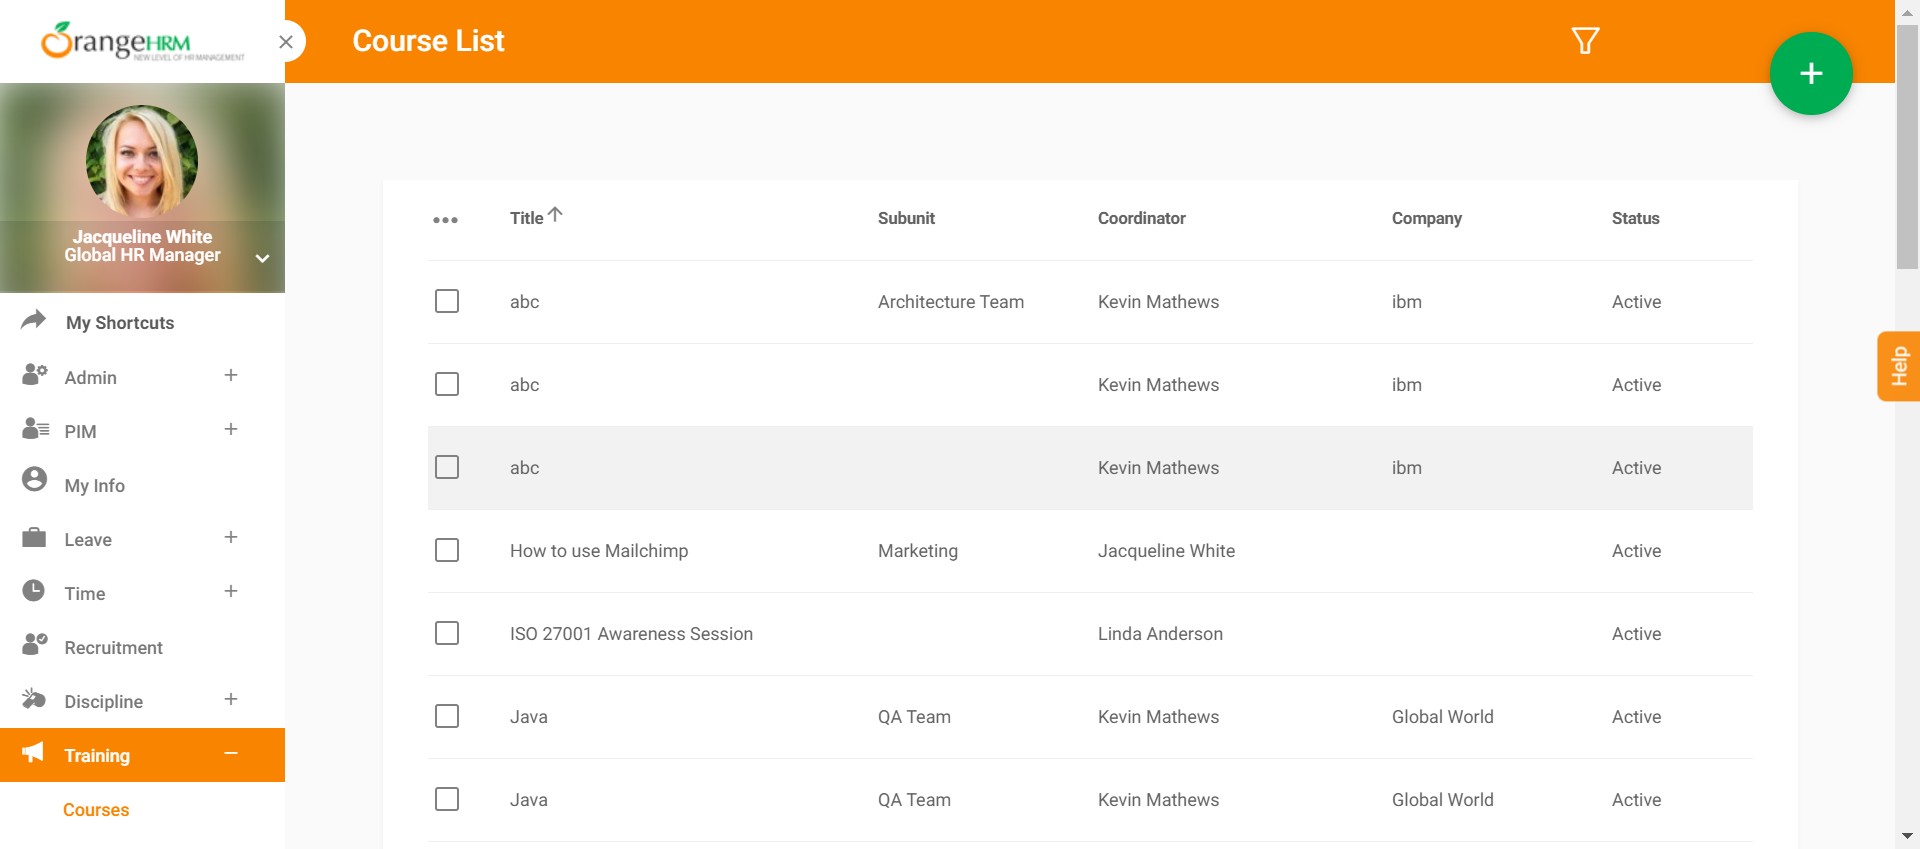 OrangeHRM
NEW LEVEL OF HR MANAGEMENT
Course List
Jacqueline White
Global HR Manager
My Shortcuts
Admin
PIM
My Info
Leave
Time
Recruitment
Discipline
Training
Courses
Title Subunit Coordinator Company Status
abc Architecture Team Kevin Mathews ibm Active
abc Kevin Mathews ibm Active
abc Kevin Mathews ibm Active
How to use Mailchimp Marketing Jacqueline White Active
ISO 27001 Awareness Session Linda Anderson Active
Java QA Team Kevin Mathews Global World Active
Java QA Team Kevin Mathews Global World Active
Help